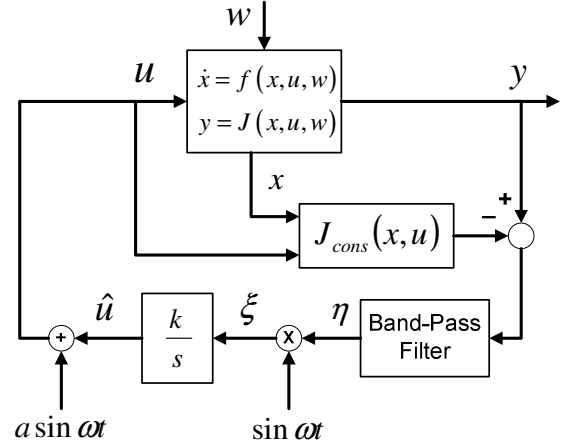 w
u
ẋ = f(x,u,w)
y = J(x,u,w)
y
x
+
−
J_cons(x,u)
û
k
s
ξ
η
Band-Pass
Filter
+
X
a sin ωt
sin ωt